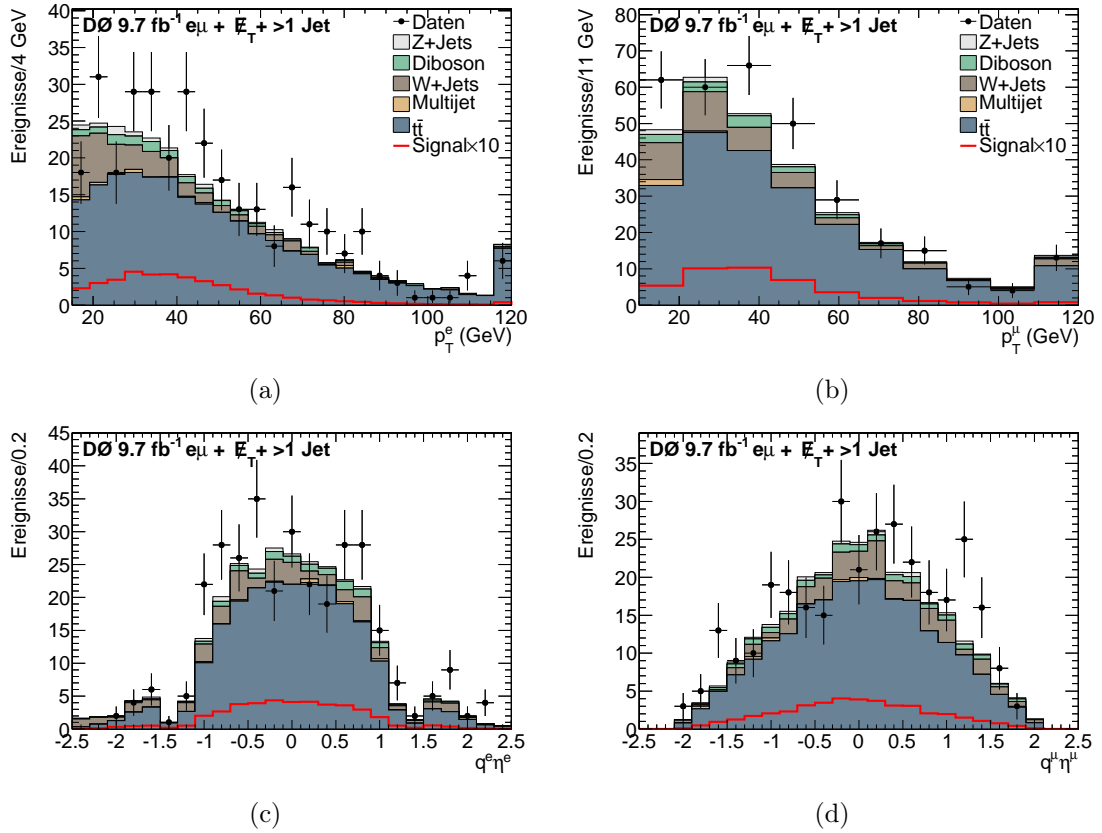 DØ 9.7 fb⁻¹ eμ + E̸_T + >1 Jet
Daten
Z+Jets
Diboson
W+Jets
Multijet
tt̄
Signal×10
Ereignisse/4 GeV
40
35
30
25
20
15
10
5
0
20 40 60 80 100 120
p_T^e (GeV)
(a)
DØ 9.7 fb⁻¹ eμ + E̸_T + >1 Jet
Daten
Z+Jets
Diboson
W+Jets
Multijet
tt̄
Signal×10
Ereignisse/11 GeV
80
70
60
50
40
30
20
10
0
20 40 60 80 100 120
p_T^μ (GeV)
(b)
DØ 9.7 fb⁻¹ eμ + E̸_T + >1 Jet
Ereignisse/0.2
45
40
35
30
25
20
15
10
5
0
-2.5 -2 -1.5 -1 -0.5 0 0.5 1 1.5 2 2.5
q^e η^e
(c)
DØ 9.7 fb⁻¹ eμ + E̸_T + >1 Jet
Ereignisse/0.2
35
30
25
20
15
10
5
0
-2.5 -2 -1.5 -1 -0.5 0 0.5 1 1.5 2 2.5
q^μ η^μ
(d)